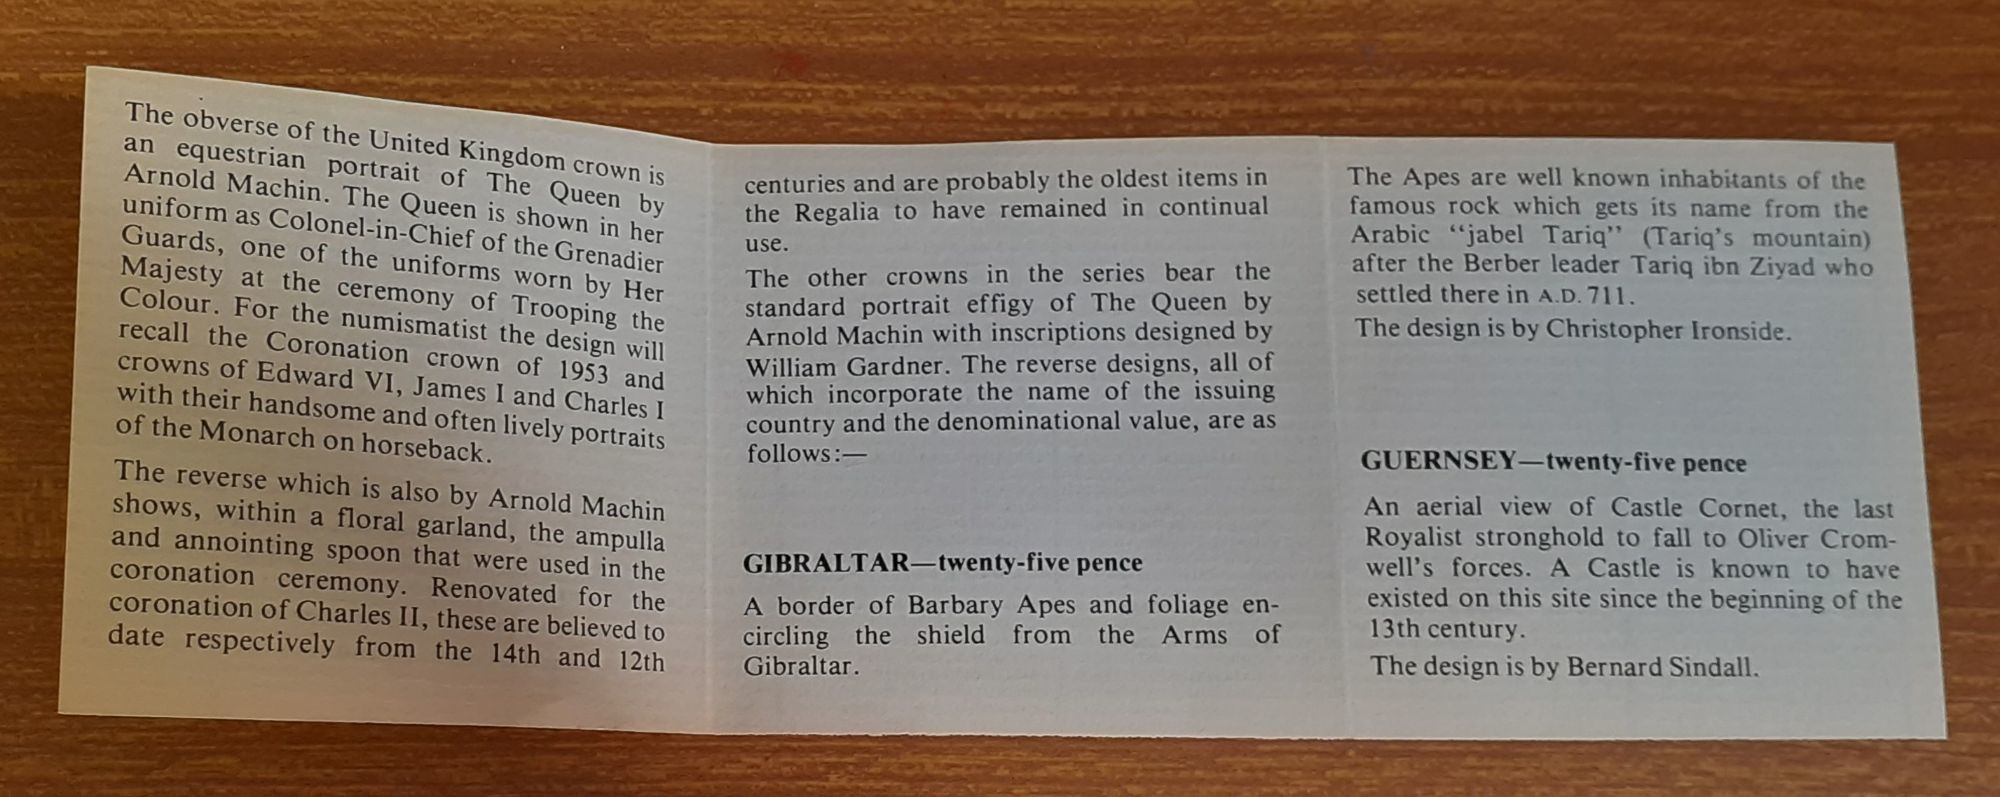 The obverse of the United Kingdom crown is
an equestrian portrait of The Queen by
Arnold Machin. The Queen is shown in her
uniform as Colonel-in-Chief of the Grenadier
Guards, one of the uniforms worn by Her
Majesty at the ceremony of Trooping the
Colour. For the numismatist the design will
recall the Coronation crown of 1953 and
crowns of Edward VI, James I and Charles I
with their handsome and often lively portraits
of the Monarch on horseback.
The reverse which is also by Arnold Machin
shows, within a floral garland, the ampulla
and annointing spoon that were used in the
coronation ceremony. Renovated for the
coronation of Charles II, these are believed to
date respectively from the 14th and 12th
centuries and are probably the oldest items in
the Regalia to have remained in continual
use.
The other crowns in the series bear the
standard portrait effigy of The Queen by
Arnold Machin with inscriptions designed by
William Gardner. The reverse designs, all of
which incorporate the name of the issuing
country and the denominational value, are as
follows:—
GIBRALTAR—twenty-five pence
A border of Barbary Apes and foliage en-
circling the shield from the Arms of
Gibraltar.
The Apes are well known inhabitants of the
famous rock which gets its name from the
Arabic “jabel Tariq” (Tariq's mountain)
after the Berber leader Tariq ibn Ziyad who
settled there in A.D. 711.
The design is by Christopher Ironside.
GUERNSEY—twenty-five pence
An aerial view of Castle Cornet, the last
Royalist stronghold to fall to Oliver Crom-
well's forces. A Castle is known to have
existed on this site since the beginning of the
13th century.
The design is by Bernard Sindall.